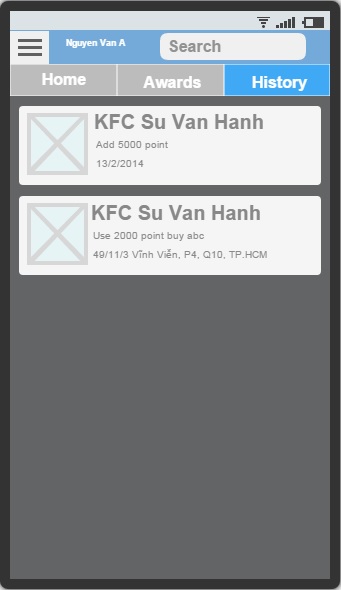 Nguyen Van A
Search
Home
Awards
History
KFC Su Van Hanh
Add 5000 point
13/2/2014
KFC Su Van Hanh
Use 2000 point buy abc
49/11/3 Vĩnh Viễn, P4, Q10, TP.HCM